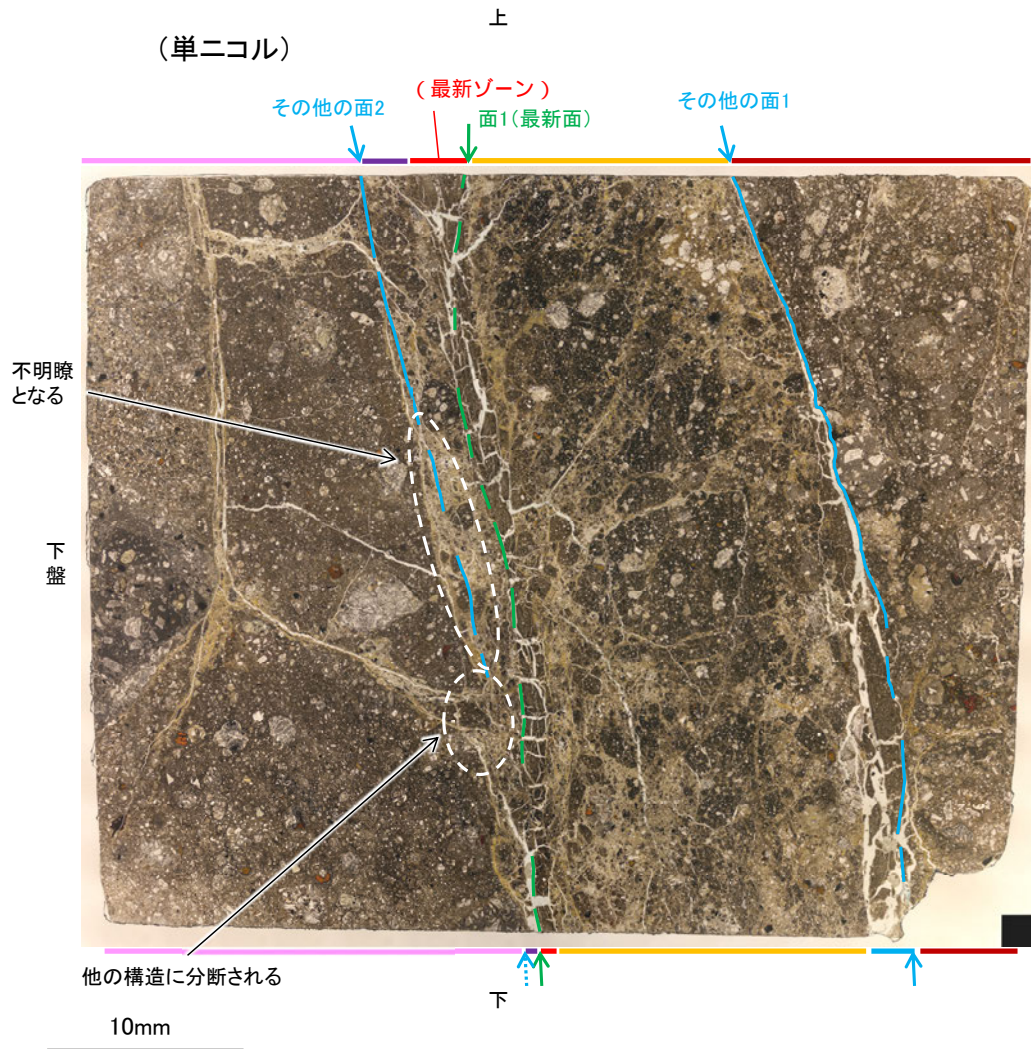 上
（単ニコル）
（最新ゾーン）
その他の面2
面1（最新面）
その他の面1
不明瞭
となる
下
盤
他の構造に分断される
下
10mm